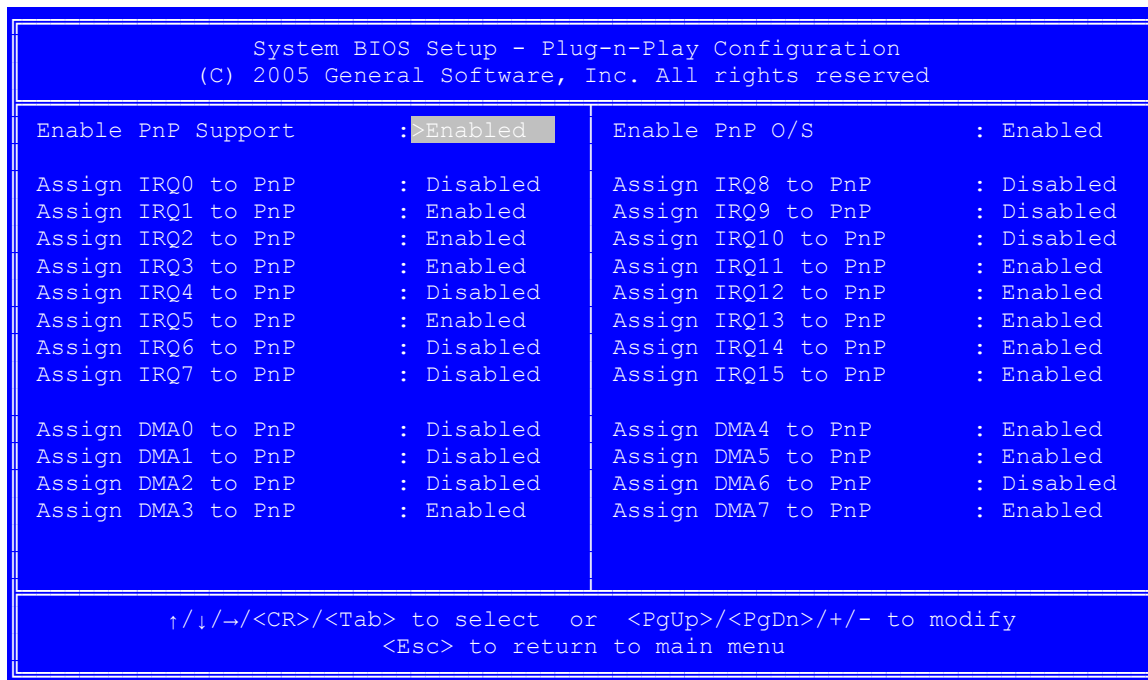 System BIOS Setup - Plug-n-Play Configuration
(C) 2005 General Software, Inc. All rights reserved
Enable PnP Support :>Enabled Enable PnP O/S : Enabled
Assign IRQ0 to PnP : Disabled Assign IRQ8 to PnP : Disabled
Assign IRQ1 to PnP : Enabled Assign IRQ9 to PnP : Disabled
Assign IRQ2 to PnP : Enabled Assign IRQ10 to PnP : Disabled
Assign IRQ3 to PnP : Enabled Assign IRQ11 to PnP : Enabled
Assign IRQ4 to PnP : Disabled Assign IRQ12 to PnP : Enabled
Assign IRQ5 to PnP : Enabled Assign IRQ13 to PnP : Enabled
Assign IRQ6 to PnP : Disabled Assign IRQ14 to PnP : Enabled
Assign IRQ7 to PnP : Disabled Assign IRQ15 to PnP : Enabled
Assign DMA0 to PnP : Disabled Assign DMA4 to PnP : Enabled
Assign DMA1 to PnP : Disabled Assign DMA5 to PnP : Enabled
Assign DMA2 to PnP : Disabled Assign DMA6 to PnP : Disabled
Assign DMA3 to PnP : Enabled Assign DMA7 to PnP : Enabled
↑/↓/→/<CR>/<Tab> to select or <PgUp>/<PgDn>/+/- to modify
<Esc> to return to main menu